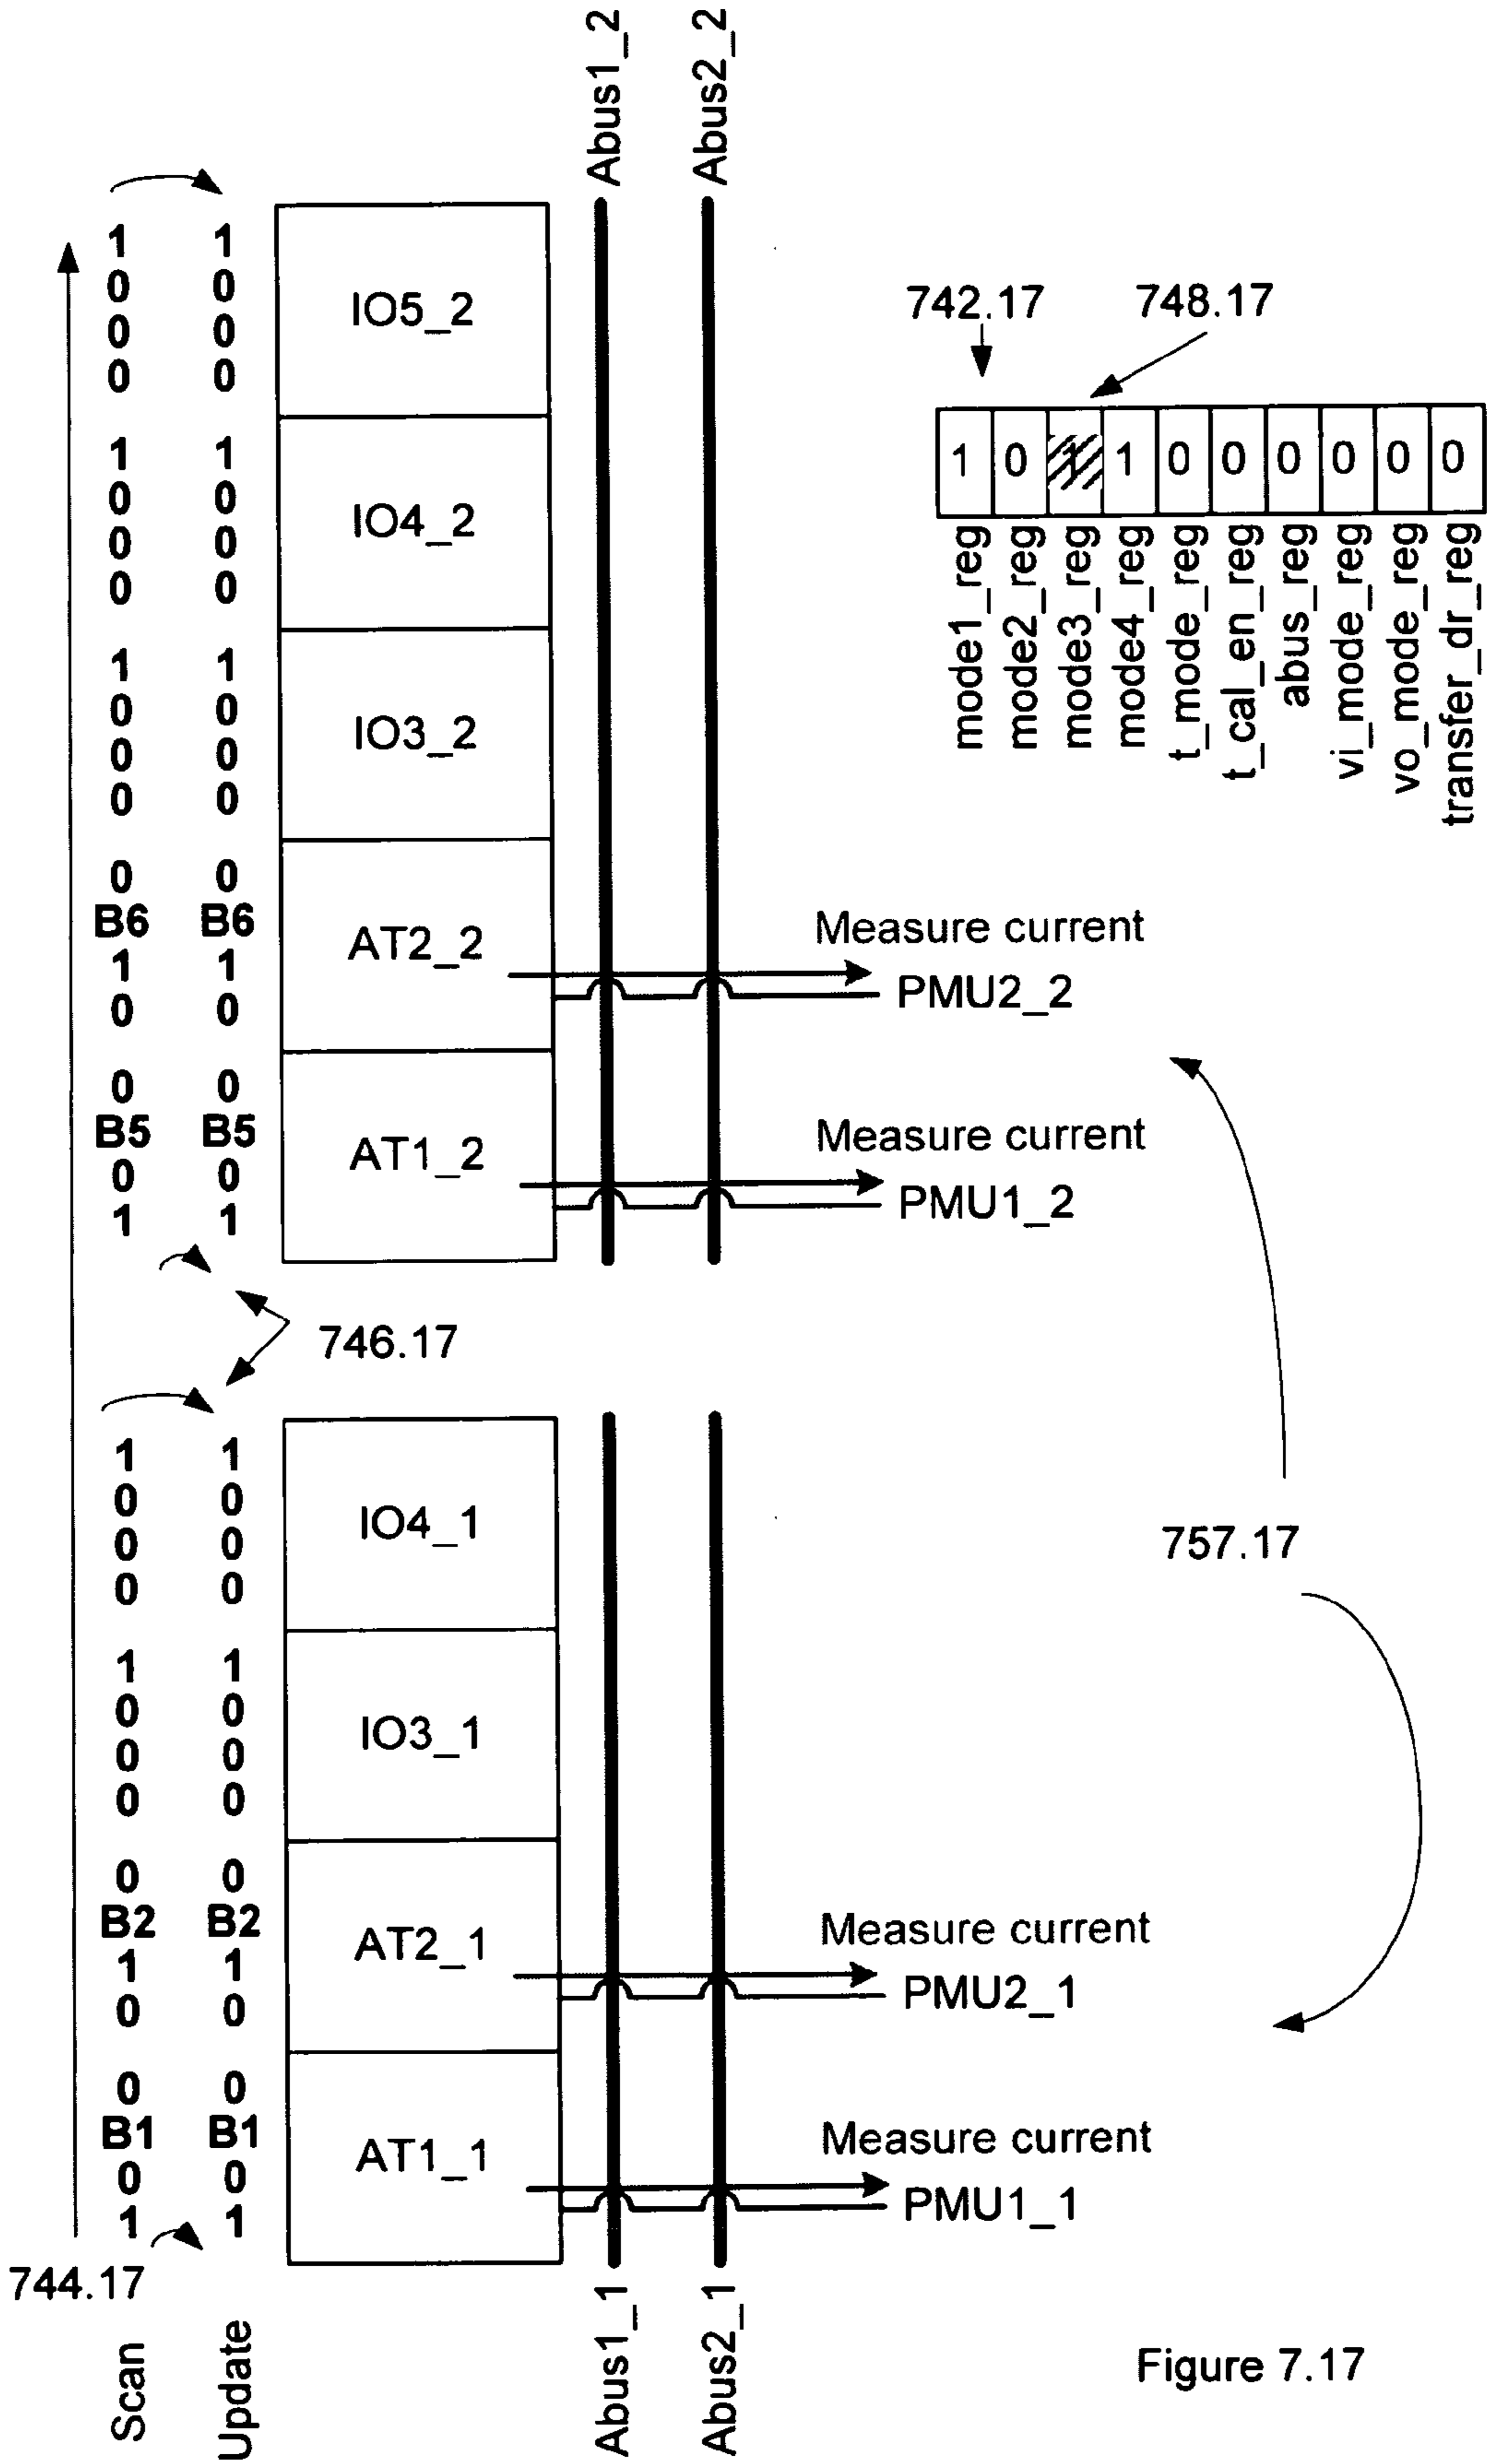 Abus1_2
Abus2_2
1 1
0 0
0 0
0 0
IO5_2
1 1
0 0
0 0
0 0
IO4_2
1 1
0 0
0 0
0 0
IO3_2
0 0
B6 B6
1 1
0 0
AT2_2
Measure current
PMU2_2
0 0
B5 B5
0 0
1 1
AT1_2
Measure current
PMU1_2
742.17
748.17
1 0 1 1 0 0 0 0 0 0
mode1_reg
mode2_reg
mode3_reg
mode4_reg
t_mode_reg
t_cal_en_reg
abus_reg
vi_mode_reg
vo_mode_reg
transfer_dr_reg
746.17
757.17
1 1
0 0
0 0
0 0
IO4_1
1 1
0 0
0 0
0 0
IO3_1
0 0
B2 B2
1 1
0 0
AT2_1
Measure current
PMU2_1
0 0
B1 B1
0 0
1 1
AT1_1
Measure current
PMU1_1
744.17
Scan
Update
Abus1_1
Abus2_1
Figure 7.17